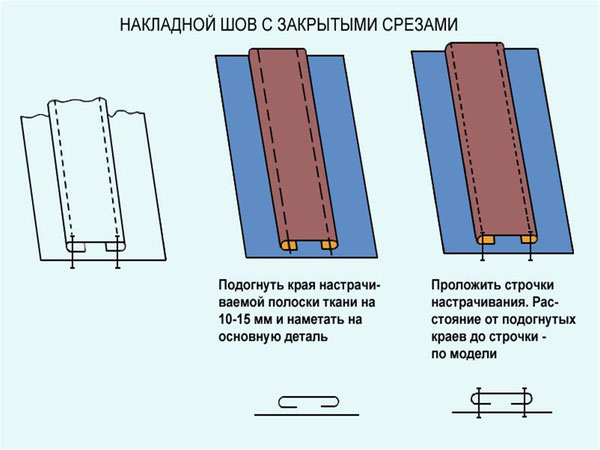 НАКЛАДНОЙ ШОВ С ЗАКРЫТЫМИ СРЕЗАМИ
Подогнуть края настрачи-
ваемой полоски ткани на
10-15 мм и наметать на
основную деталь
Проложить строчки
настрачивания. Рас-
стояние от подогнутых
краев до строчки -
по модели